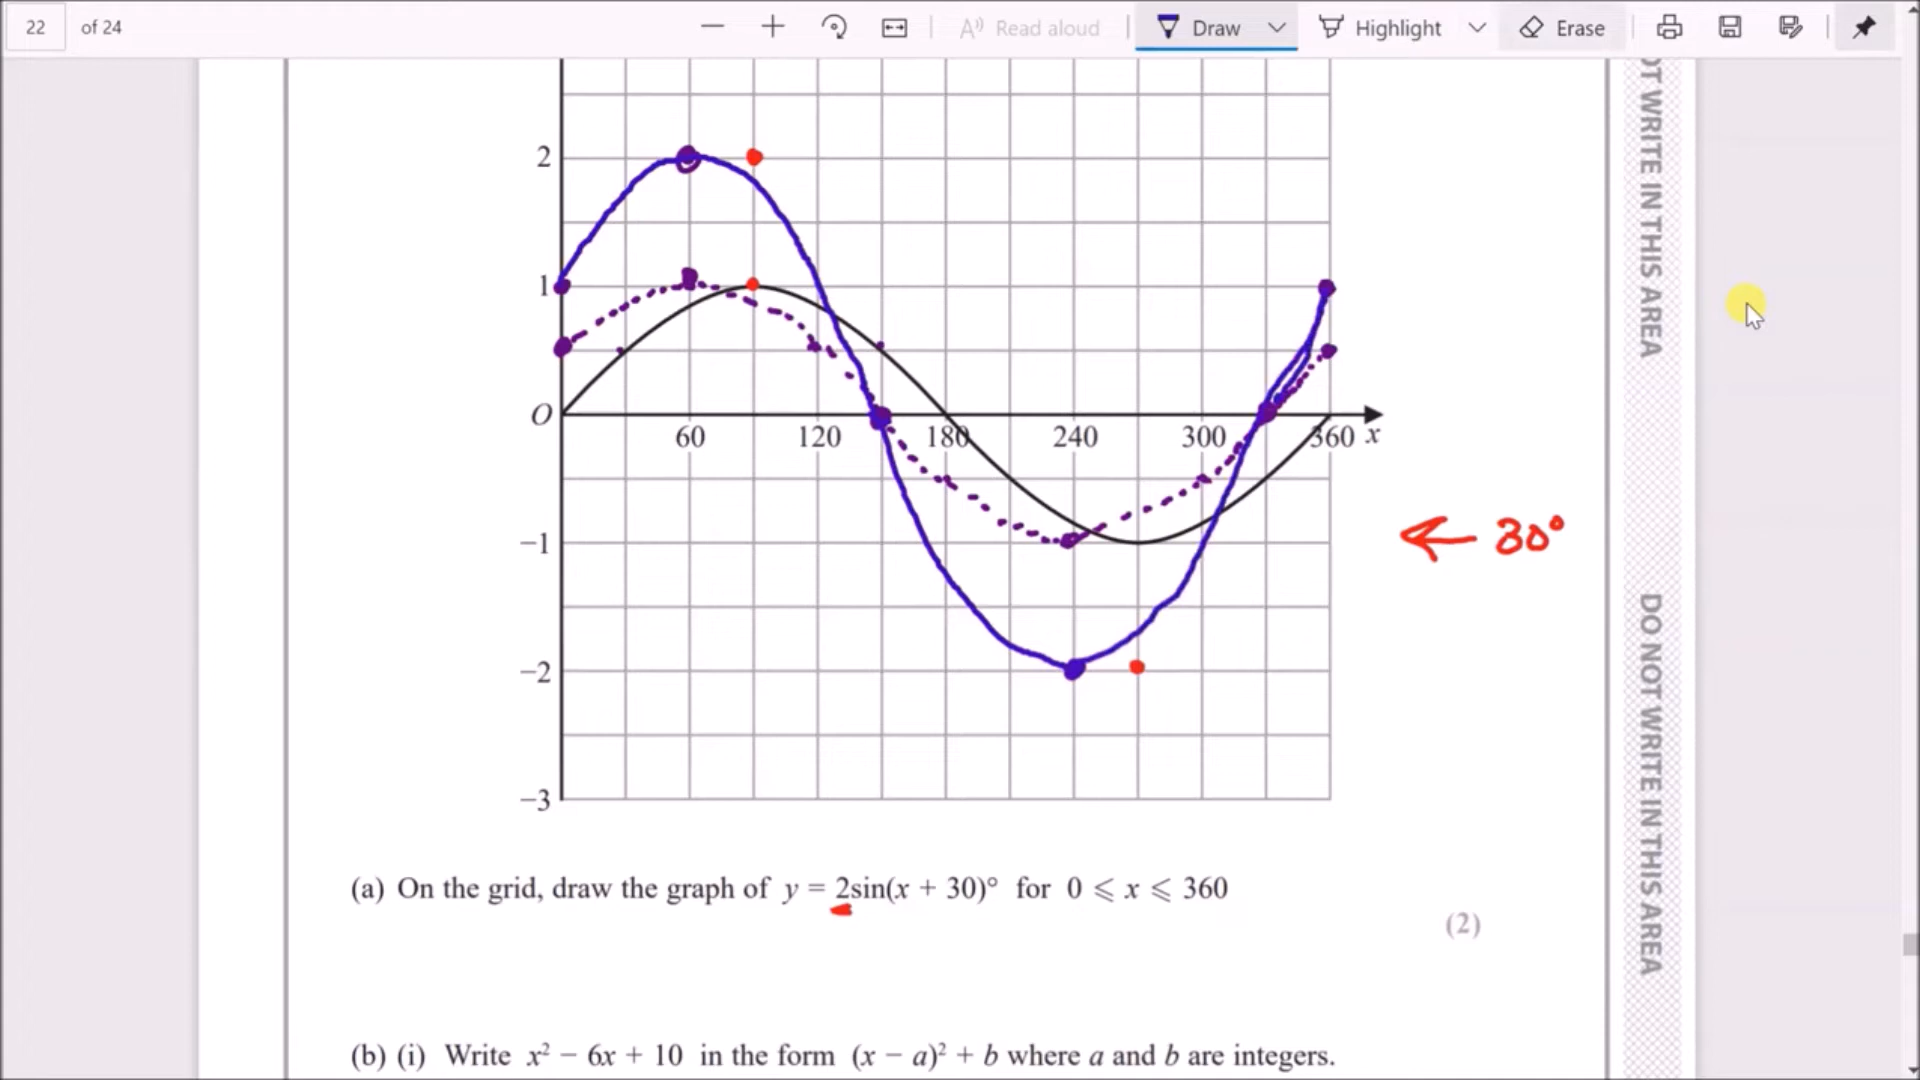 22 of 24
Read aloud
Draw
Highlight
Erase
2
1
O
60 120 180 240 300 360 x
−1
−2
−3
30°
(a) On the grid, draw the graph of y = 2sin(x + 30)° for 0 ⩽ x ⩽ 360
(2)
(b) (i) Write x² − 6x + 10 in the form (x − a)² + b where a and b are integers.
OT WRITE IN THIS AREA
DO NOT WRITE IN THIS AREA